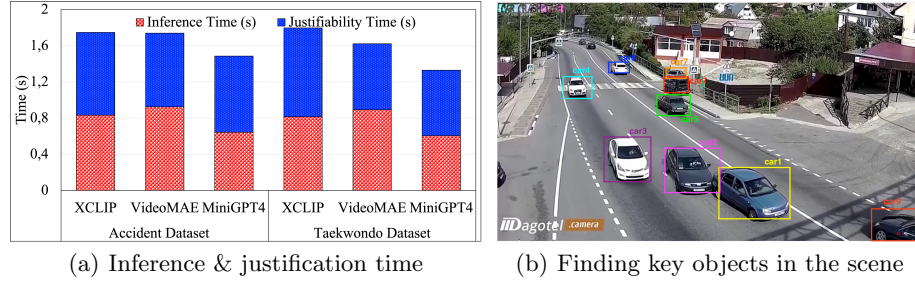 Inference Time (s) Justifiability Time (s)
2
1,6
1,2
0,8
0,4
0
Time (s)
XCLIP VideoMAE MiniGPT4 XCLIP VideoMAE MiniGPT4
Accident Dataset Taekwondo Dataset
(a) Inference & justification time
car7
car4
car3
car1
Dagotel .camera
(b) Finding key objects in the scene